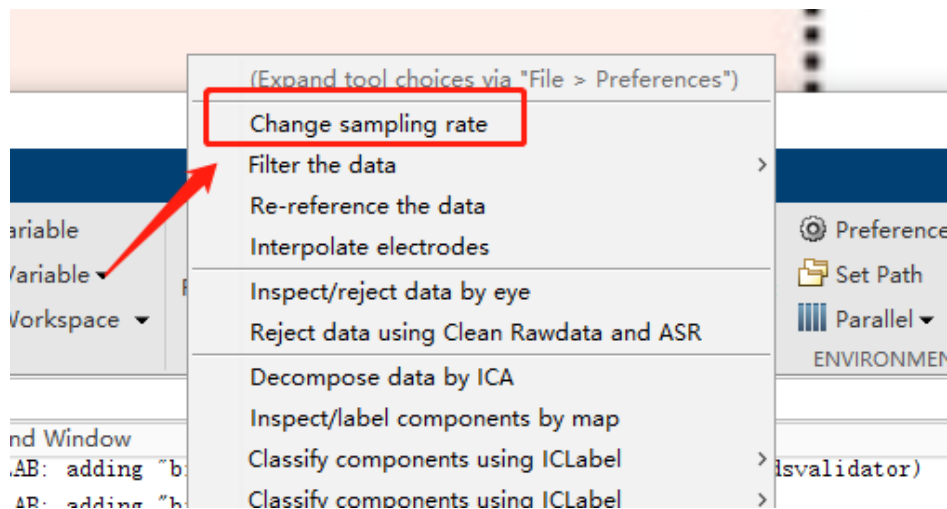 (Expand tool choices via "File > Preferences")
Change sampling rate
Filter the data
Re-reference the data
Interpolate electrodes
Inspect/reject data by eye
Reject data using Clean Rawdata and ASR
Decompose data by ICA
Inspect/label components by map
Classify components using ICLabel
Classify components using ICLabel
ariable
Variable
Workspace
Preference
Set Path
Parallel
ENVIRONMEN
nd Window
AB: adding "b
dsvalidator)
AB: adding "b